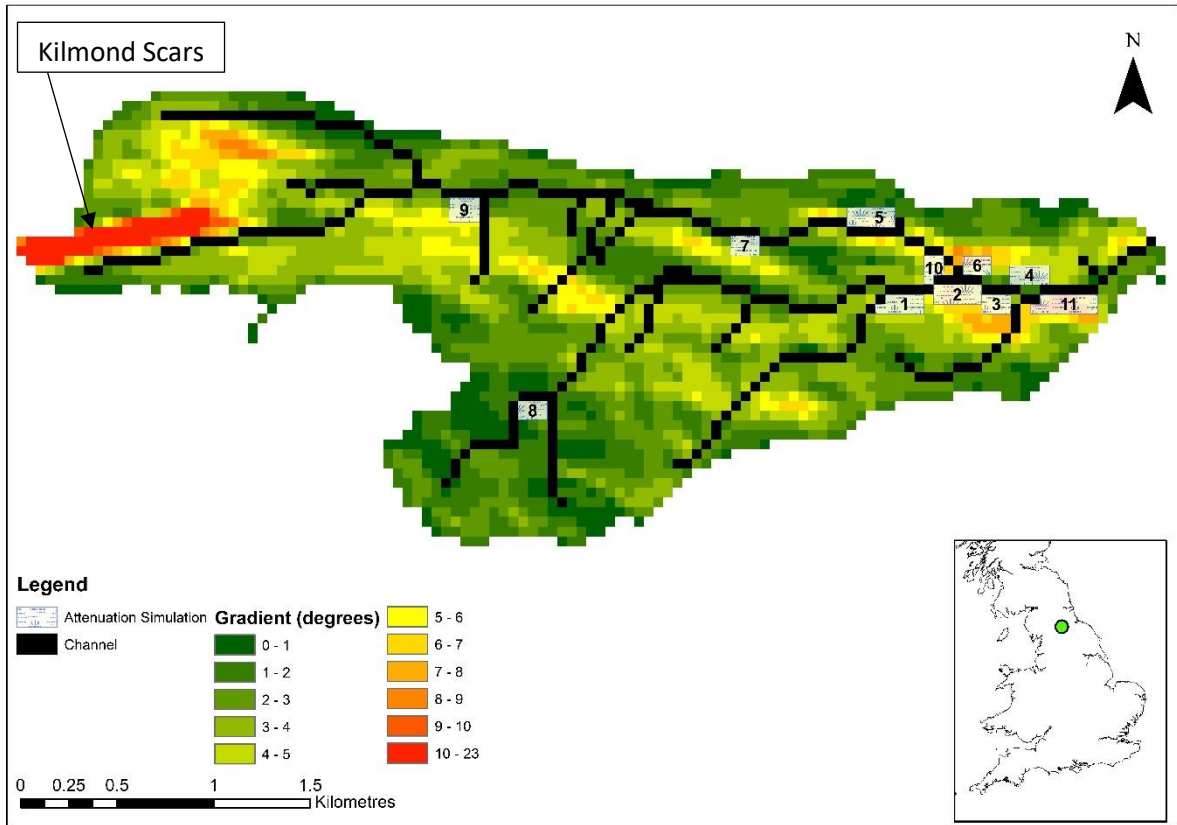 Kilmond Scars
N
9
5
7
10
6
4
1
2
3
11
8
Legend
Attenuation Simulation
Channel
Gradient (degrees)
0 - 1
1 - 2
2 - 3
3 - 4
4 - 5
5 - 6
6 - 7
7 - 8
8 - 9
9 - 10
10 - 23
0 0.25 0.5 1 1.5
Kilometres